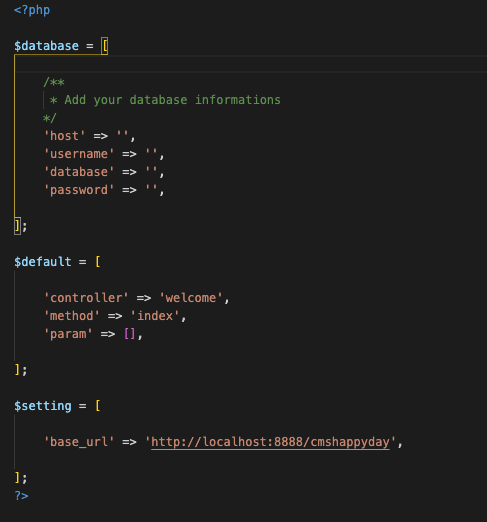 <?php
$database = [
/**
* Add your database informations
*/
'host' => '',
'username' => '',
'database' => '',
'password' => '',
];
$default = [
'controller' => 'welcome',
'method' => 'index',
'param' => [],
];
$setting = [
'base_url' => 'http://localhost:8888/cmshappyday',
];
?>